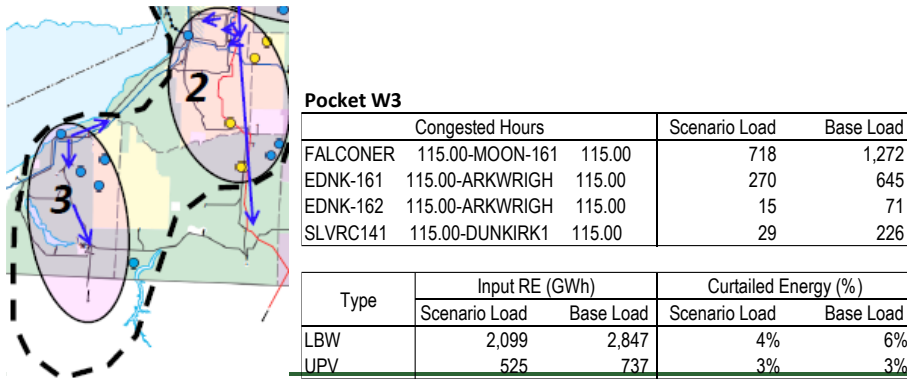 2
3
Pocket W3
Congested Hours Scenario Load Base Load
FALCONER 115.00-MOON-161 115.00 718 1,272
EDNK-161 115.00-ARKWRIGH 115.00 270 645
EDNK-162 115.00-ARKWRIGH 115.00 15 71
SLVRC141 115.00-DUNKIRK1 115.00 29 226
Type Input RE (GWh) Curtailed Energy (%)
Scenario Load Base Load Scenario Load Base Load
LBW 2,099 2,847 4% 6%
UPV 525 737 3% 3%